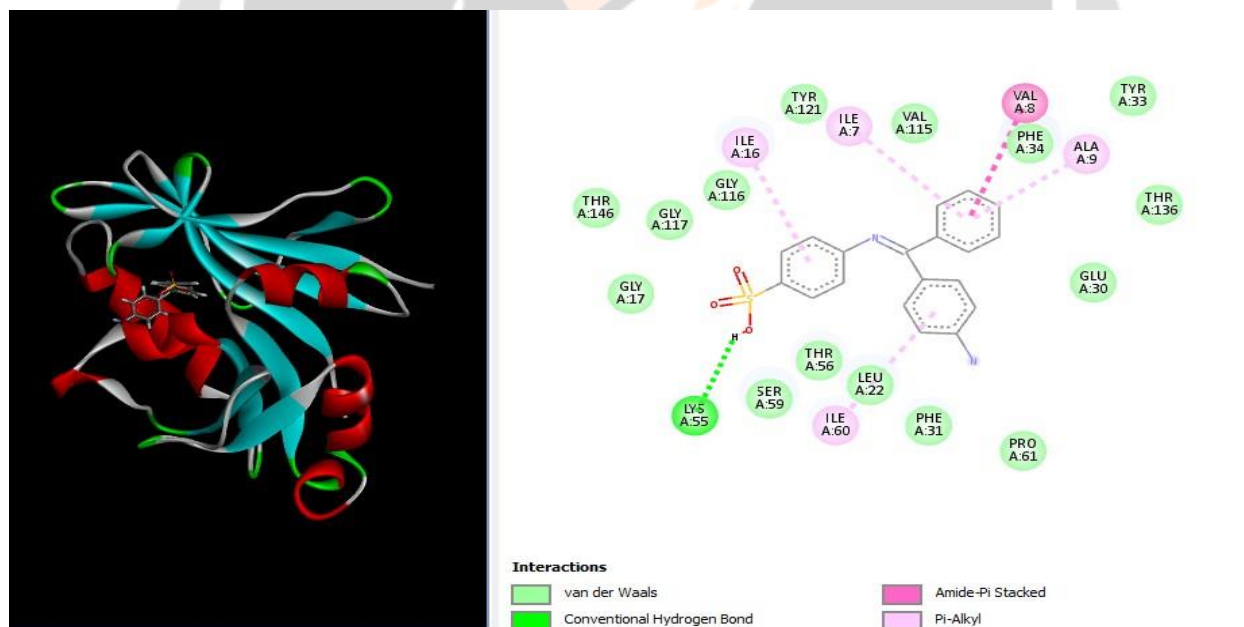 TYR
A:121
ILE
A:7
VAL
A:115
VAL
A:8
TYR
A:33
PHE
A:34
ILE
A:16
ALA
A:9
GLY
A:116
THR
A:146
GLY
A:117
THR
A:136
N
GLY
A:17
GLU
A:30
O
O
S
O
H
N
THR
A:56
LEU
A:22
SER
A:59
LYS
A:55
ILE
A:60
PHE
A:31
PRO
A:61
Interactions
van der Waals
Amide-Pi Stacked
Conventional Hydrogen Bond
Pi-Alkyl